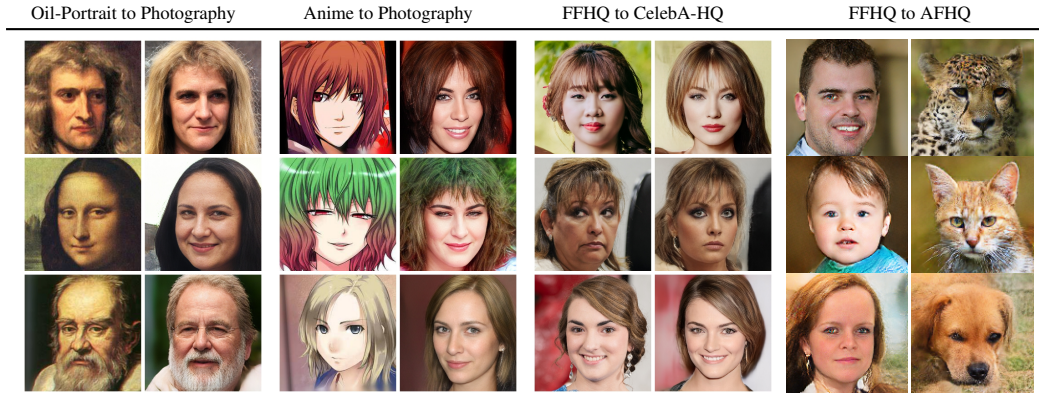 Oil-Portrait to Photography
Anime to Photography
FFHQ to CelebA-HQ
FFHQ to AFHQ